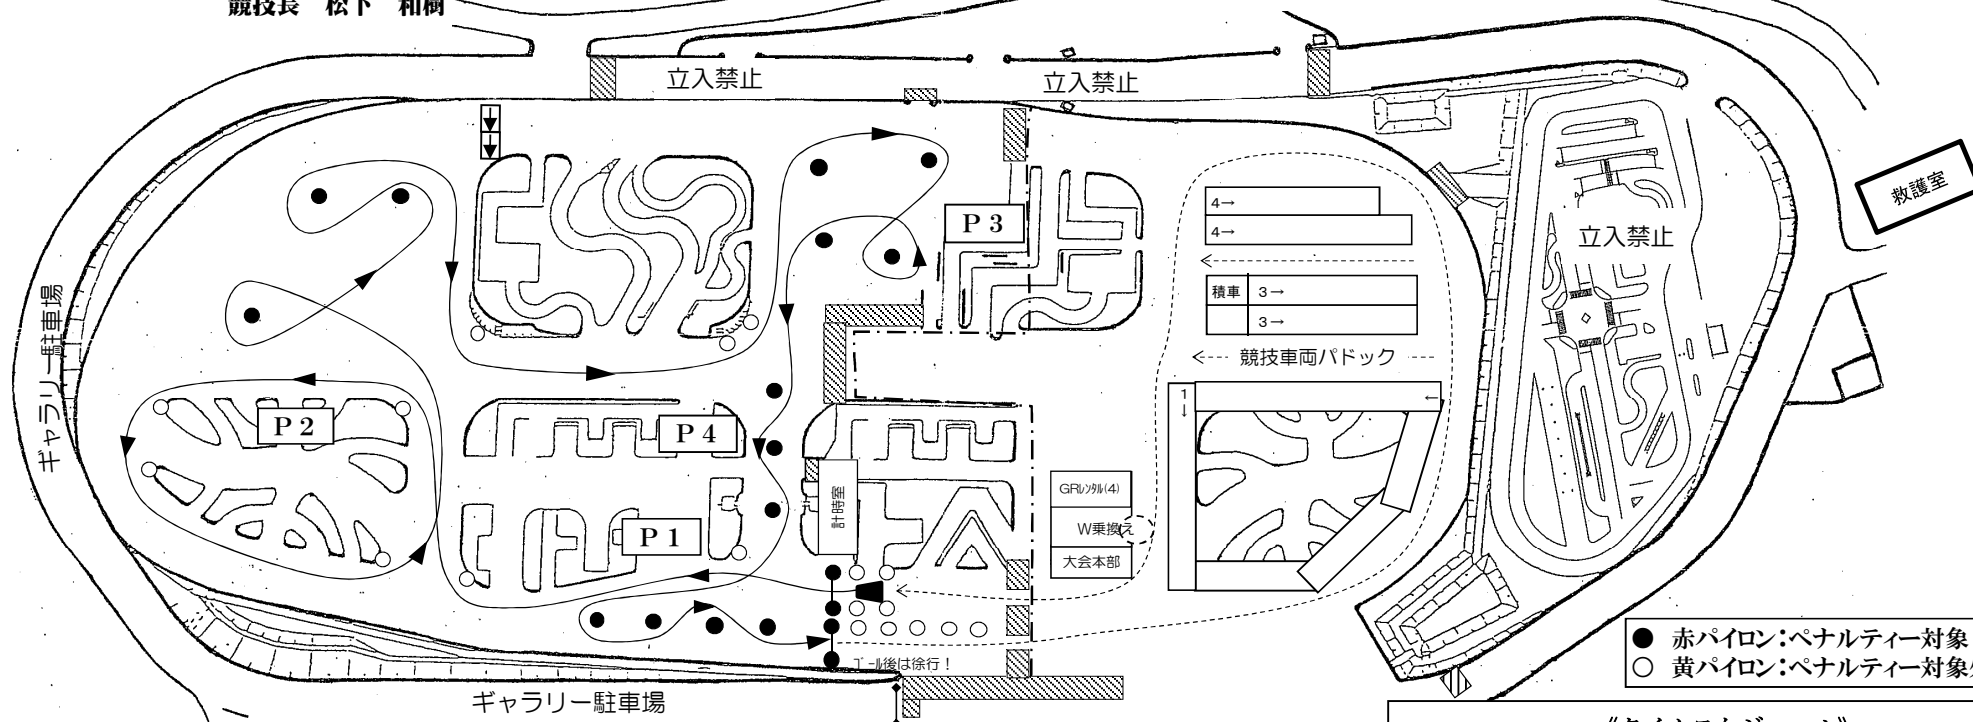 競技長 松下 和樹
立入禁止
立入禁止
救護室
P 3
4→
4→
立入禁止
積車 3→
3→
競技車両パドック
ギャラリー駐車場
P 2
P 4
1
↓
←
計時室
GRﾚﾝﾀﾙ(4)
W乗換え
大会本部
P 1
ｺﾞｰﾙ後は徐行！
● 赤パイロン：ペナルティー対象
○ 黄パイロン：ペナルティー対象
ギャラリー駐車場